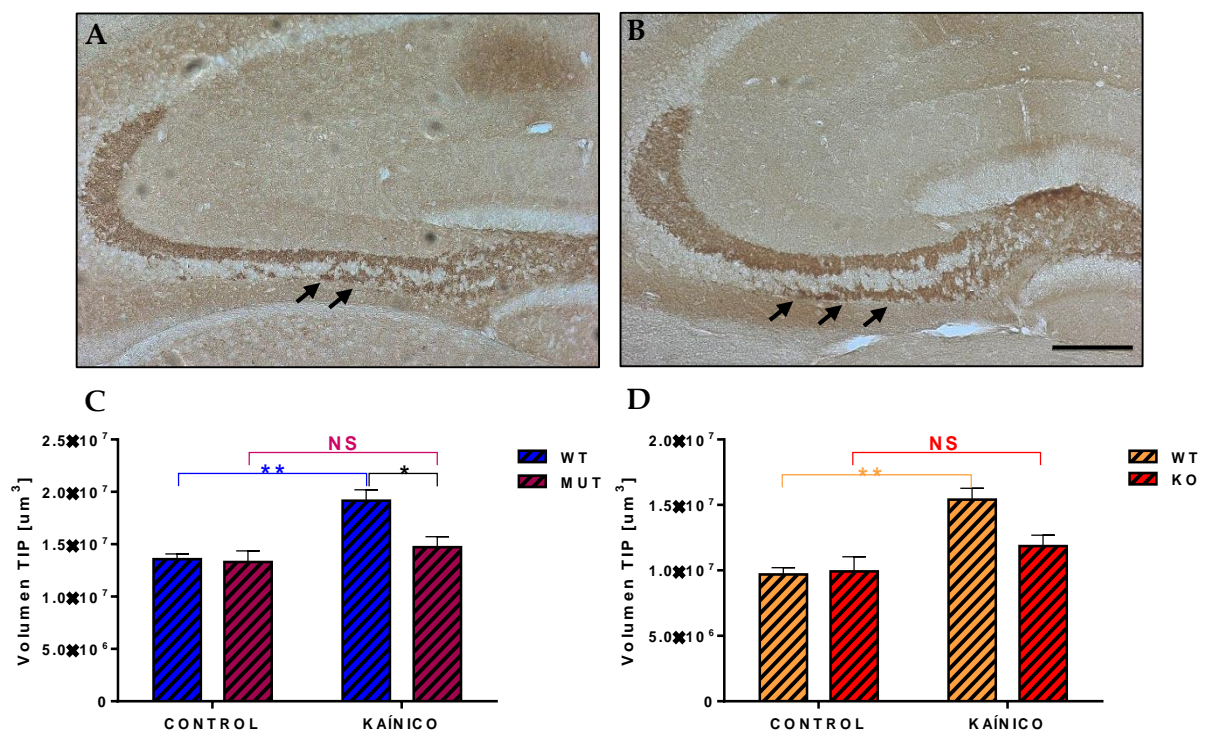 A
B
C
D
NS
** *
2.5✖10⁷
2.0✖10⁷
1.5✖10⁷
1.0✖10⁷
5.0✖10⁶
0
Volumen TIP [um³]
CONTROL KAÍNICO
WT
MUT
NS
**
2.0✖10⁷
1.5✖10⁷
1.0✖10⁷
5.0✖10⁶
0
Volumen TIP [um³]
CONTROL KAÍNICO
WT
KO